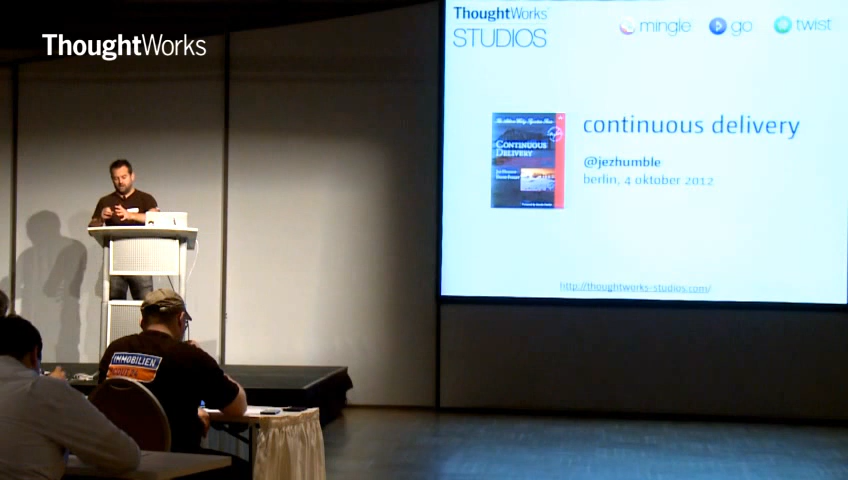 ThoughtWorks
ThoughtWorks®
STUDIOS
mingle
go
twist
CONTINUOUS
DELIVERY
continuous delivery
@jezhumble
berlin, 4 oktober 2012
http://thoughtworks-studios.com/
IMMOBILIEN
SCOUT24